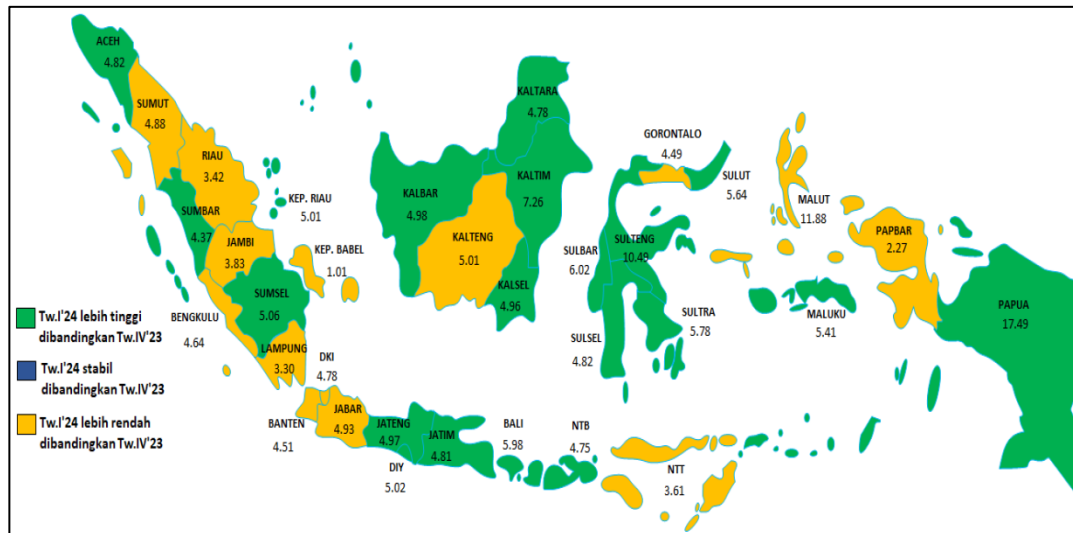 ACEH
4.82
SUMUT
4.88
RIAU
3.42
KEP. RIAU
5.01
SUMBAR
4.37
JAMBI
3.83
KEP. BABEL
1.01
SUMSEL
5.06
BENGKULU
4.64
LAMPUNG
3.30
DKI
4.78
BANTEN
4.51
JABAR
4.93
JATENG
4.97
DIY
5.02
JATIM
4.81
BALI
5.98
NTB
4.75
NTT
3.61
KALBAR
4.98
KALTENG
5.01
KALSEL
4.96
KALTIM
7.26
KALTARA
4.78
GORONTALO
4.49
SULUT
5.64
SULBAR
6.02
SULTENG
10.49
SULSEL
4.82
SULTRA
5.78
MALUT
11.88
MALUKU
5.41
PAPBAR
2.27
PAPUA
17.49
Tw.I'24 lebih tinggi
dibandingkan Tw.IV'23
Tw.I'24 stabil
dibandingkan Tw.IV'23
Tw.I'24 lebih rendah
dibandingkan Tw.IV'23